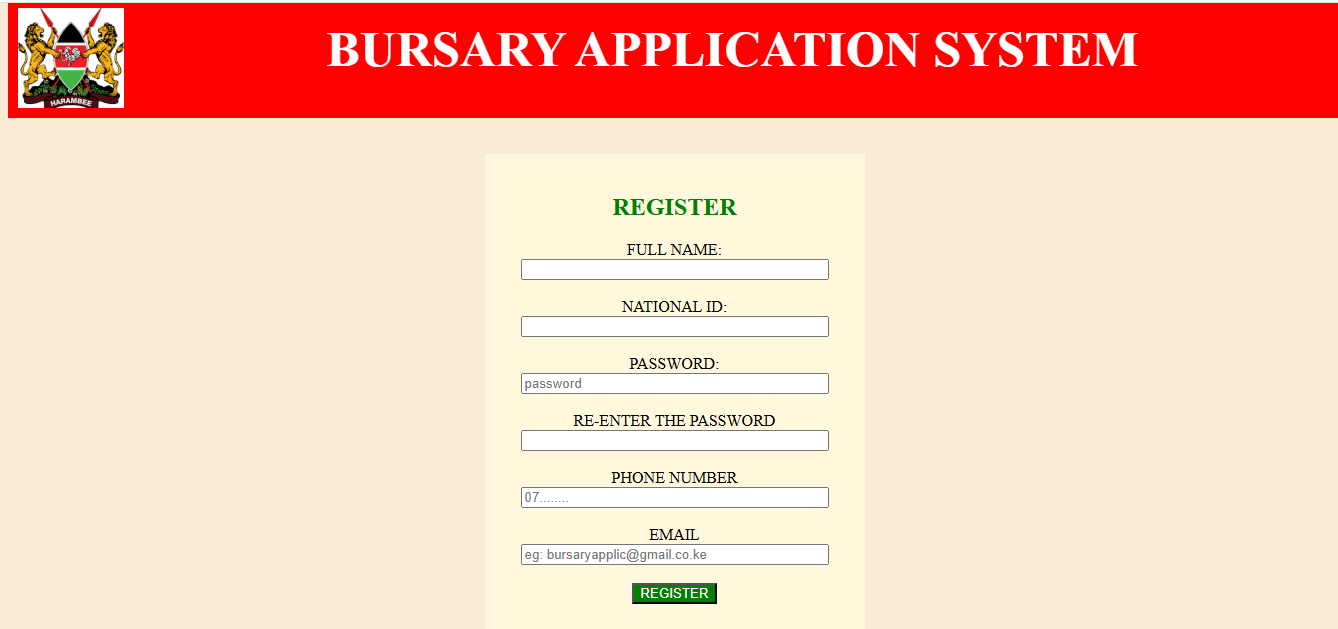 HARAMBEE
BURSARY APPLICATION SYSTEM
REGISTER
FULL NAME:
NATIONAL ID:
PASSWORD:
password
RE-ENTER THE PASSWORD
PHONE NUMBER
07........
EMAIL
eg: bursaryapplic@gmail.co.ke
REGISTER